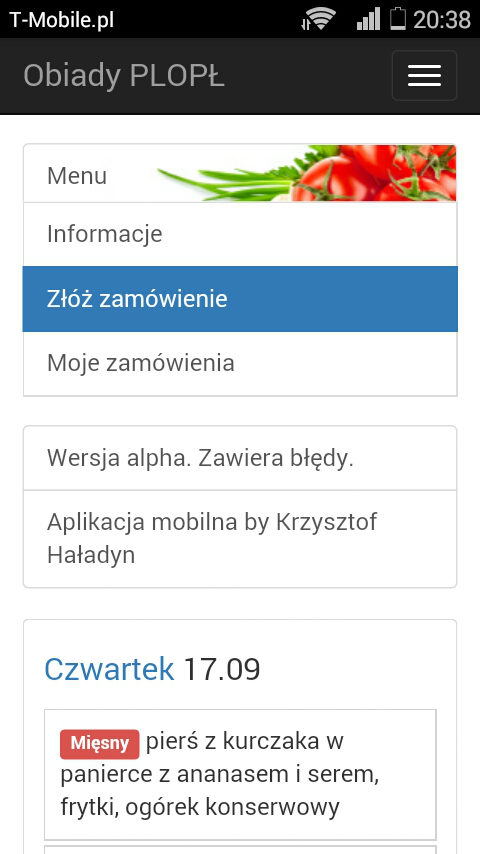 T-Mobile.pl
20:38
Obiady PLOPŁ
Menu
Informacje
Złóż zamówienie
Moje zamówienia
Wersja alpha. Zawiera błędy.
Aplikacja mobilna by Krzysztof
Haładyn
Czwartek 17.09
Mięsny pierś z kurczaka w
panierce z ananasem i serem,
frytki, ogórek konserwowy